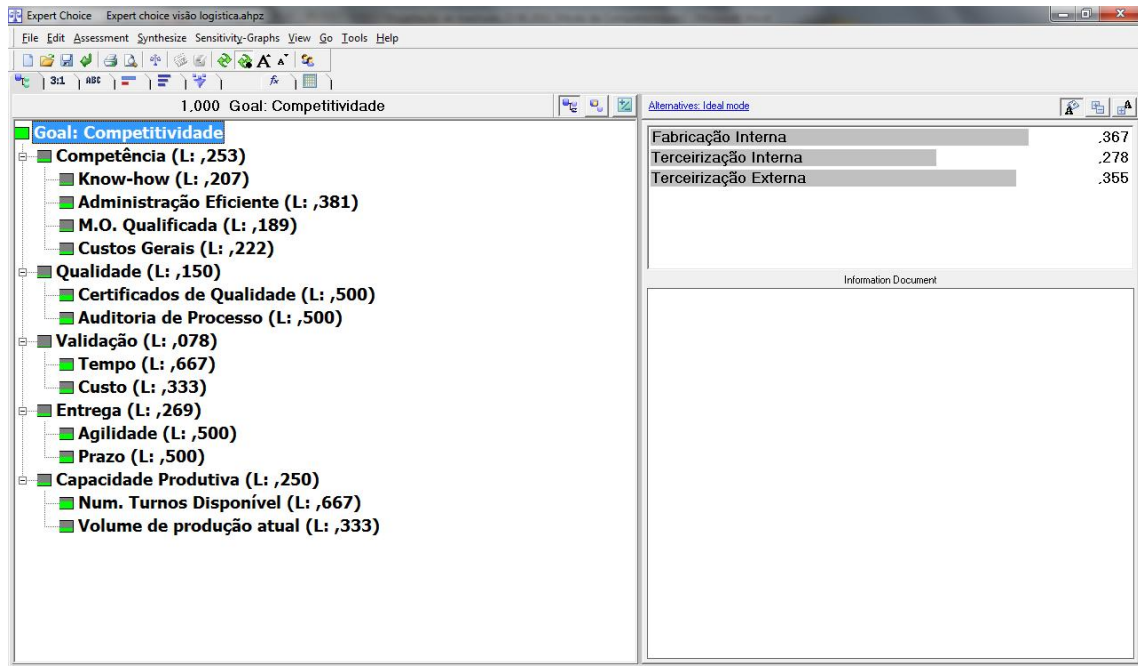 Expert Choice Expert choice visão logistica.ahpz
File Edit Assessment Synthesize Sensitivity-Graphs View Go Tools Help
3:1 ABC fx
1,000 Goal: Competitividade
Alternatives: Ideal mode
Goal: Competitividade
Competência (L: ,253)
Know-how (L: ,207)
Administração Eficiente (L: ,381)
M.O. Qualificada (L: ,189)
Custos Gerais (L: ,222)
Qualidade (L: ,150)
Certificados de Qualidade (L: ,500)
Auditoria de Processo (L: ,500)
Validação (L: ,078)
Tempo (L: ,667)
Custo (L: ,333)
Entrega (L: ,269)
Agilidade (L: ,500)
Prazo (L: ,500)
Capacidade Produtiva (L: ,250)
Num. Turnos Disponível (L: ,667)
Volume de produção atual (L: ,333)
Fabricação Interna ,367
Terceirização Interna ,278
Terceirização Externa ,355
Information Document